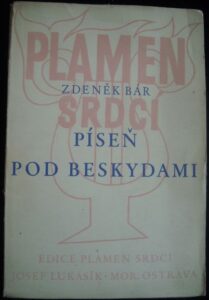 PLAMEN
ZDENĚK BÁR
SRDCÍ
PÍSEŇ
POD BESKYDAMI
EDICE PLAMEN SRDCÍ
JOSEF LUKASÍK - MOR. OSTRAVA